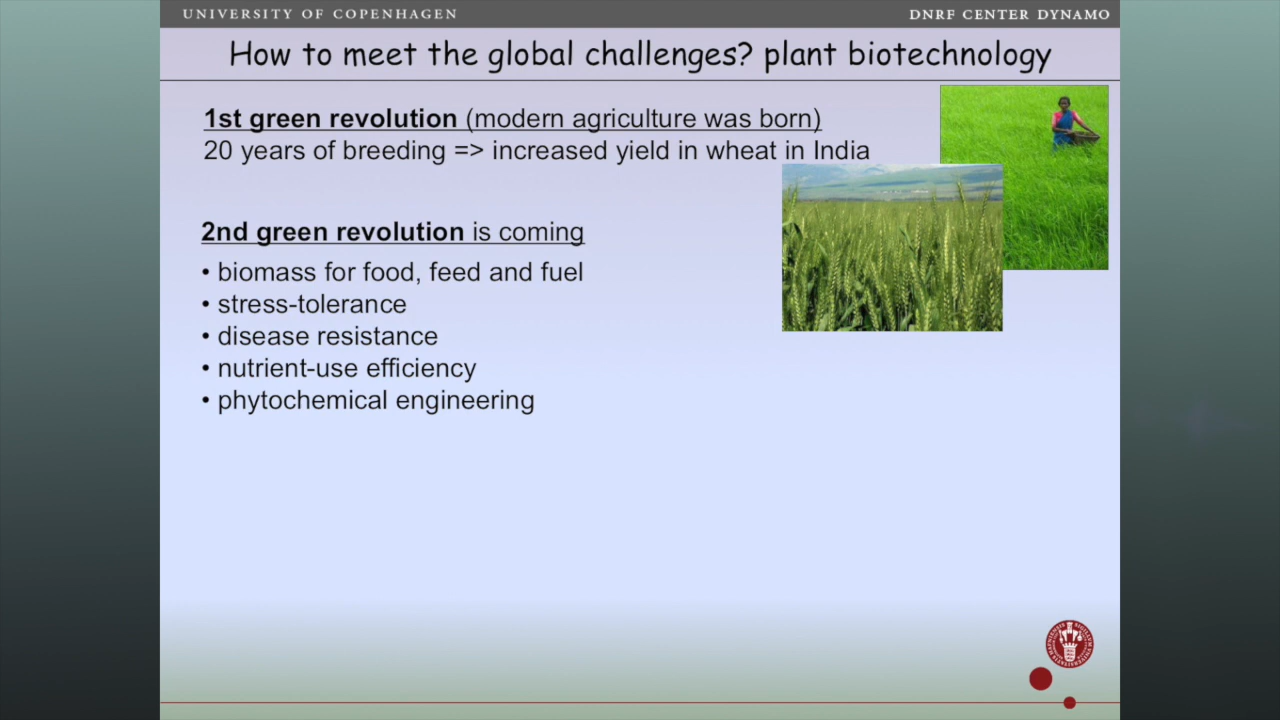 UNIVERSITY OF COPENHAGEN
DNRF CENTER DYNAMO
How to meet the global challenges? plant biotechnology
1st green revolution (modern agriculture was born)
20 years of breeding => increased yield in wheat in India
2nd green revolution is coming
• biomass for food, feed and fuel
• stress-tolerance
• disease resistance
• nutrient-use efficiency
• phytochemical engineering